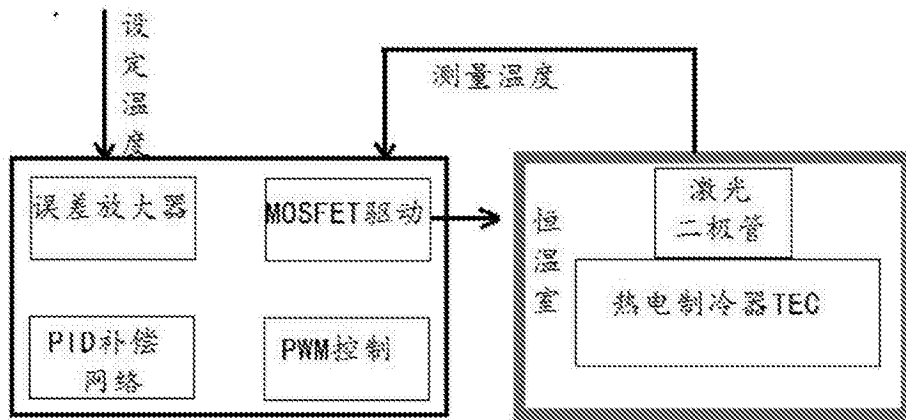 设定温度
测量温度
误差放大器
MOSFET驱动
PID补偿
网络
PWM控制
恒温室
激光
二极管
热电制冷器TEC